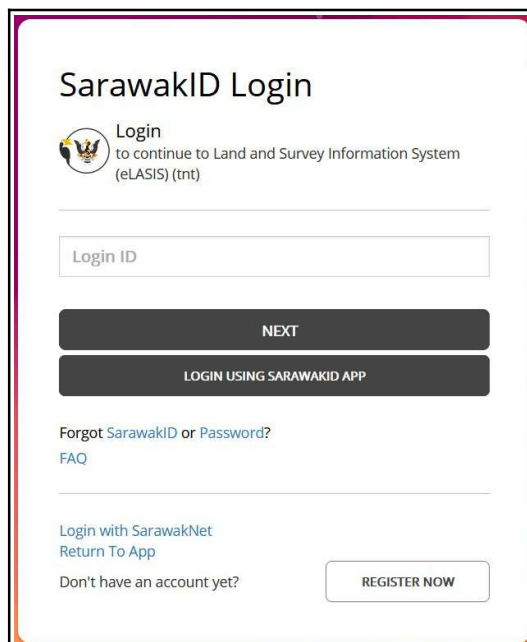 SarawakID Login
Login
to continue to Land and Survey Information System
(eLASIS) (tnt)
Login ID
NEXT
LOGIN USING SARAWAKID APP
Forgot SarawakID or Password?
FAQ
Login with SarawakNet
Return To App
Don't have an account yet?
REGISTER NOW